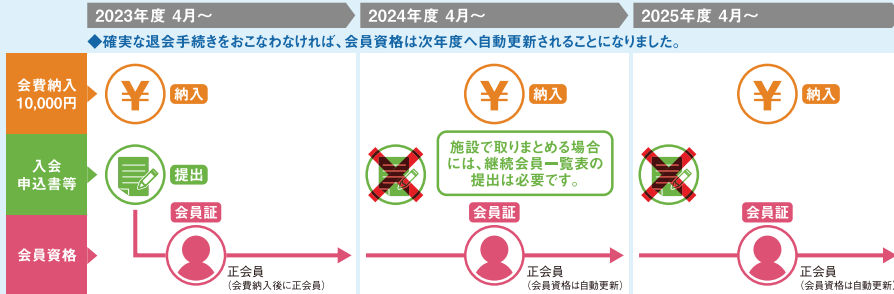 2023年度 4月～
2024年度 4月～
2025年度 4月～
◆確実な退会手続きをおこなわなければ、会員資格は次年度へ自動更新されることになりました。
会費納入
10,000円
¥
納入
¥
納入
¥
納入
入会
申込書等
提出
施設で取りまとめる場合
には、継続会員一覧表の
提出は必要です。
会員資格
会員証
正会員
（会費納入後に正会員）
会員証
正会員
（会員資格は自動更新）
会員証
正会員
（会員資格は自動更新）